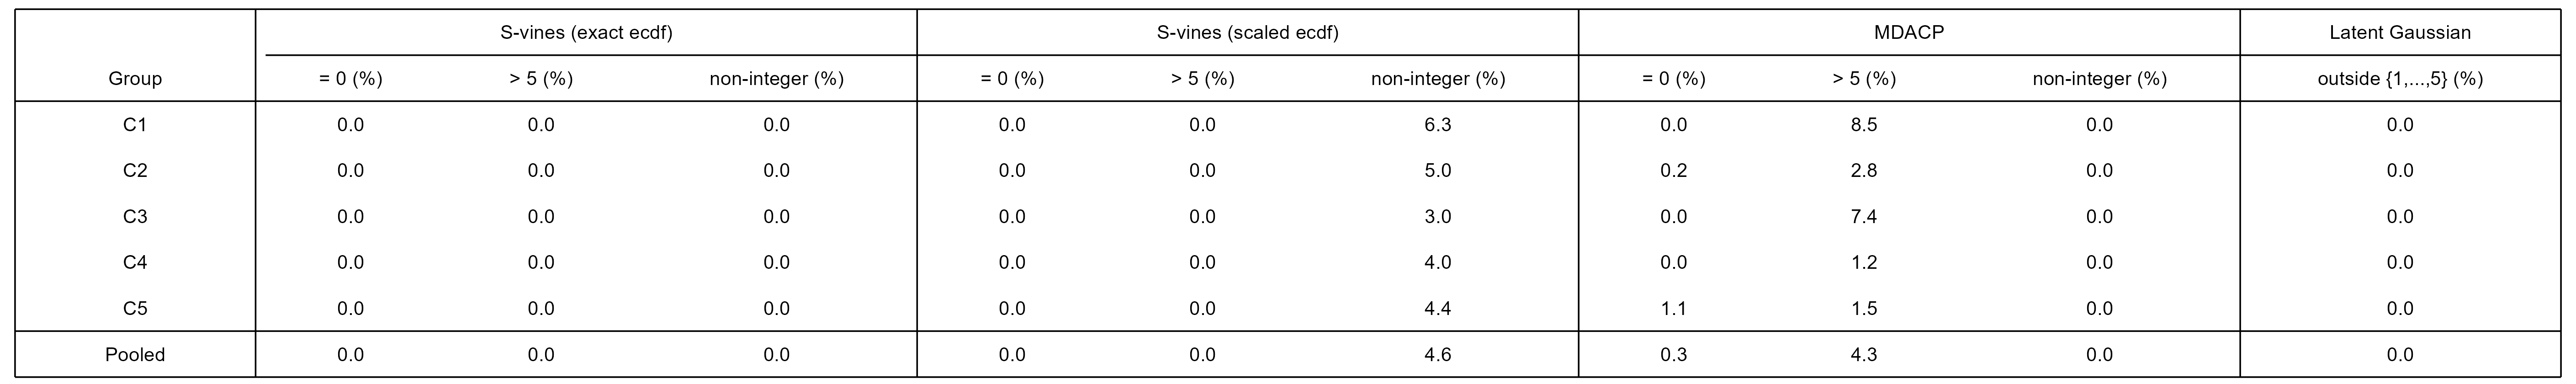 S-vines (exact ecdf) S-vines (scaled ecdf) MDACP Latent Gaussian
Group = 0 (%) > 5 (%) non-integer (%) = 0 (%) > 5 (%) non-integer (%) = 0 (%) > 5 (%) non-integer (%) outside {1,...,5} (%)
C1 0.0 0.0 0.0 0.0 0.0 6.3 0.0 8.5 0.0 0.0
C2 0.0 0.0 0.0 0.0 0.0 5.0 0.2 2.8 0.0 0.0
C3 0.0 0.0 0.0 0.0 0.0 3.0 0.0 7.4 0.0 0.0
C4 0.0 0.0 0.0 0.0 0.0 4.0 0.0 1.2 0.0 0.0
C5 0.0 0.0 0.0 0.0 0.0 4.4 1.1 1.5 0.0 0.0
Pooled 0.0 0.0 0.0 0.0 0.0 4.6 0.3 4.3 0.0 0.0